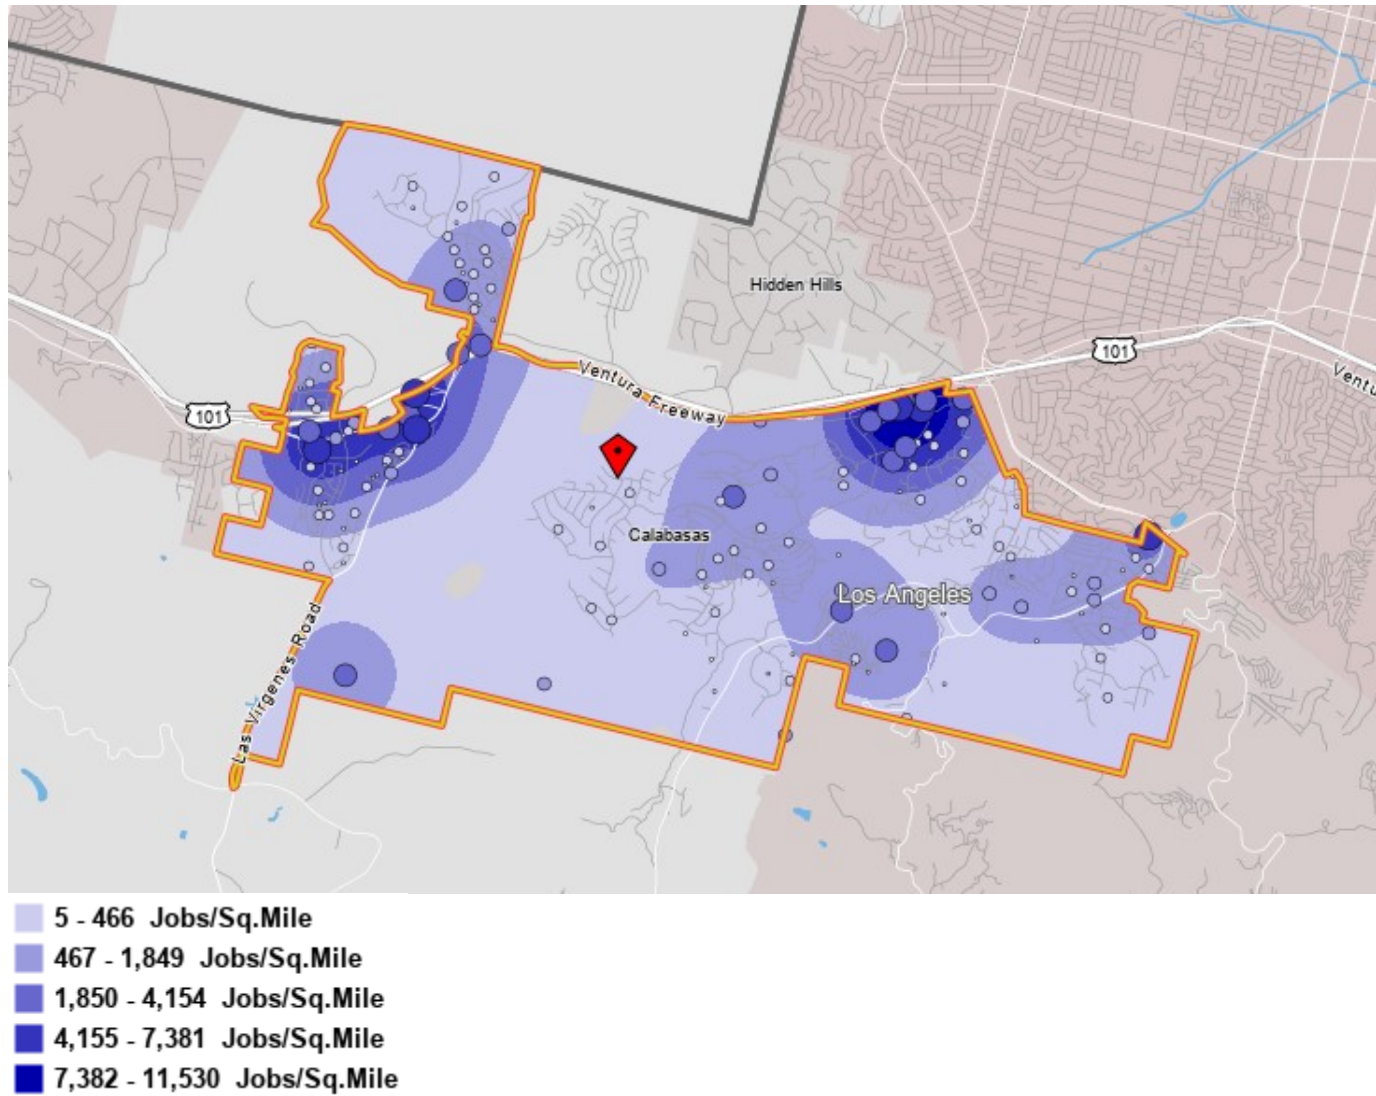 Hidden Hills
101
Ventura Freeway
101
Calabasas
Los Angeles
Las Virgenes Road
5 - 466 Jobs/Sq.Mile
467 - 1,849 Jobs/Sq.Mile
1,850 - 4,154 Jobs/Sq.Mile
4,155 - 7,381 Jobs/Sq.Mile
7,382 - 11,530 Jobs/Sq.Mile